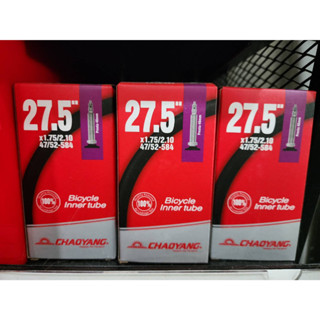 27.5"
x1.75/2.10
47/52-584
100%
Bicycle
Inner tube
CHAOYANG
27.5"
x1.75/2.10
47/52-584
100%
Bicycle
Inner tube
CHAOYANG
27.5"
x1.75/2.10
47/52-584
100%
Bicycle
Inner tube
CHAOYANG